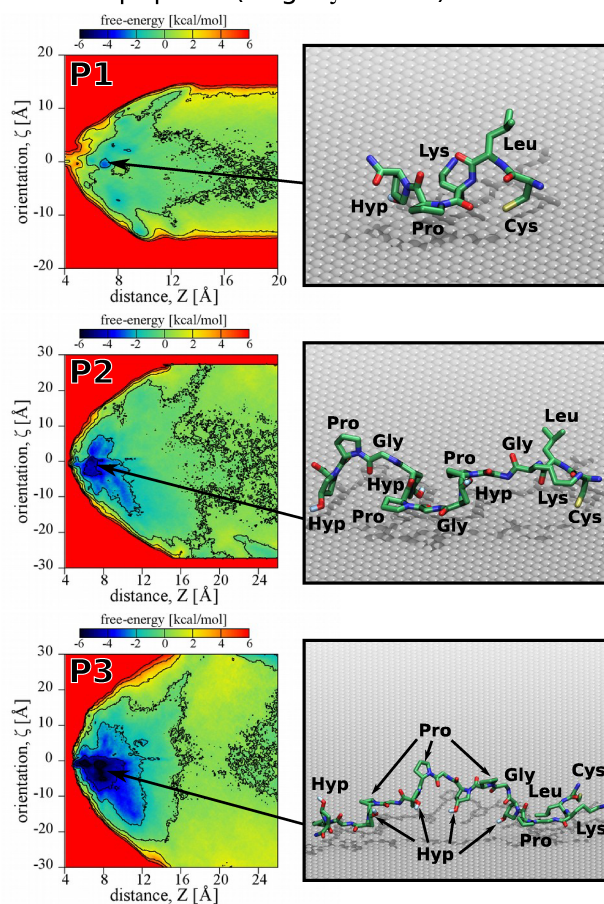 free-energy [kcal/mol]
-6 -4 -2 0 2 4 6
P1
20
10
0
-10
-20
orientation, ζ [Å]
4 8 12 16 20
distance, Z [Å]
Lys
Leu
Hyp
Pro
Cys
free-energy [kcal/mol]
-6 -4 -2 0 2 4 6
P2
30
20
10
0
-10
-20
-30
orientation, ζ [Å]
4 8 12 16 20 24
distance, Z [Å]
Leu
Pro
Gly
Pro
Gly
Hyp
Hyp
Lys
Hyp
Pro
Gly
Cys
free-energy [kcal/mol]
-6 -4 -2 0 2 4 6
P3
30
20
10
0
-10
-20
-30
orientation, ζ [Å]
4 8 12 16 20 24
distance, Z [Å]
Pro
Hyp
Gly
Cys
Leu
Lys
Hyp
Pro